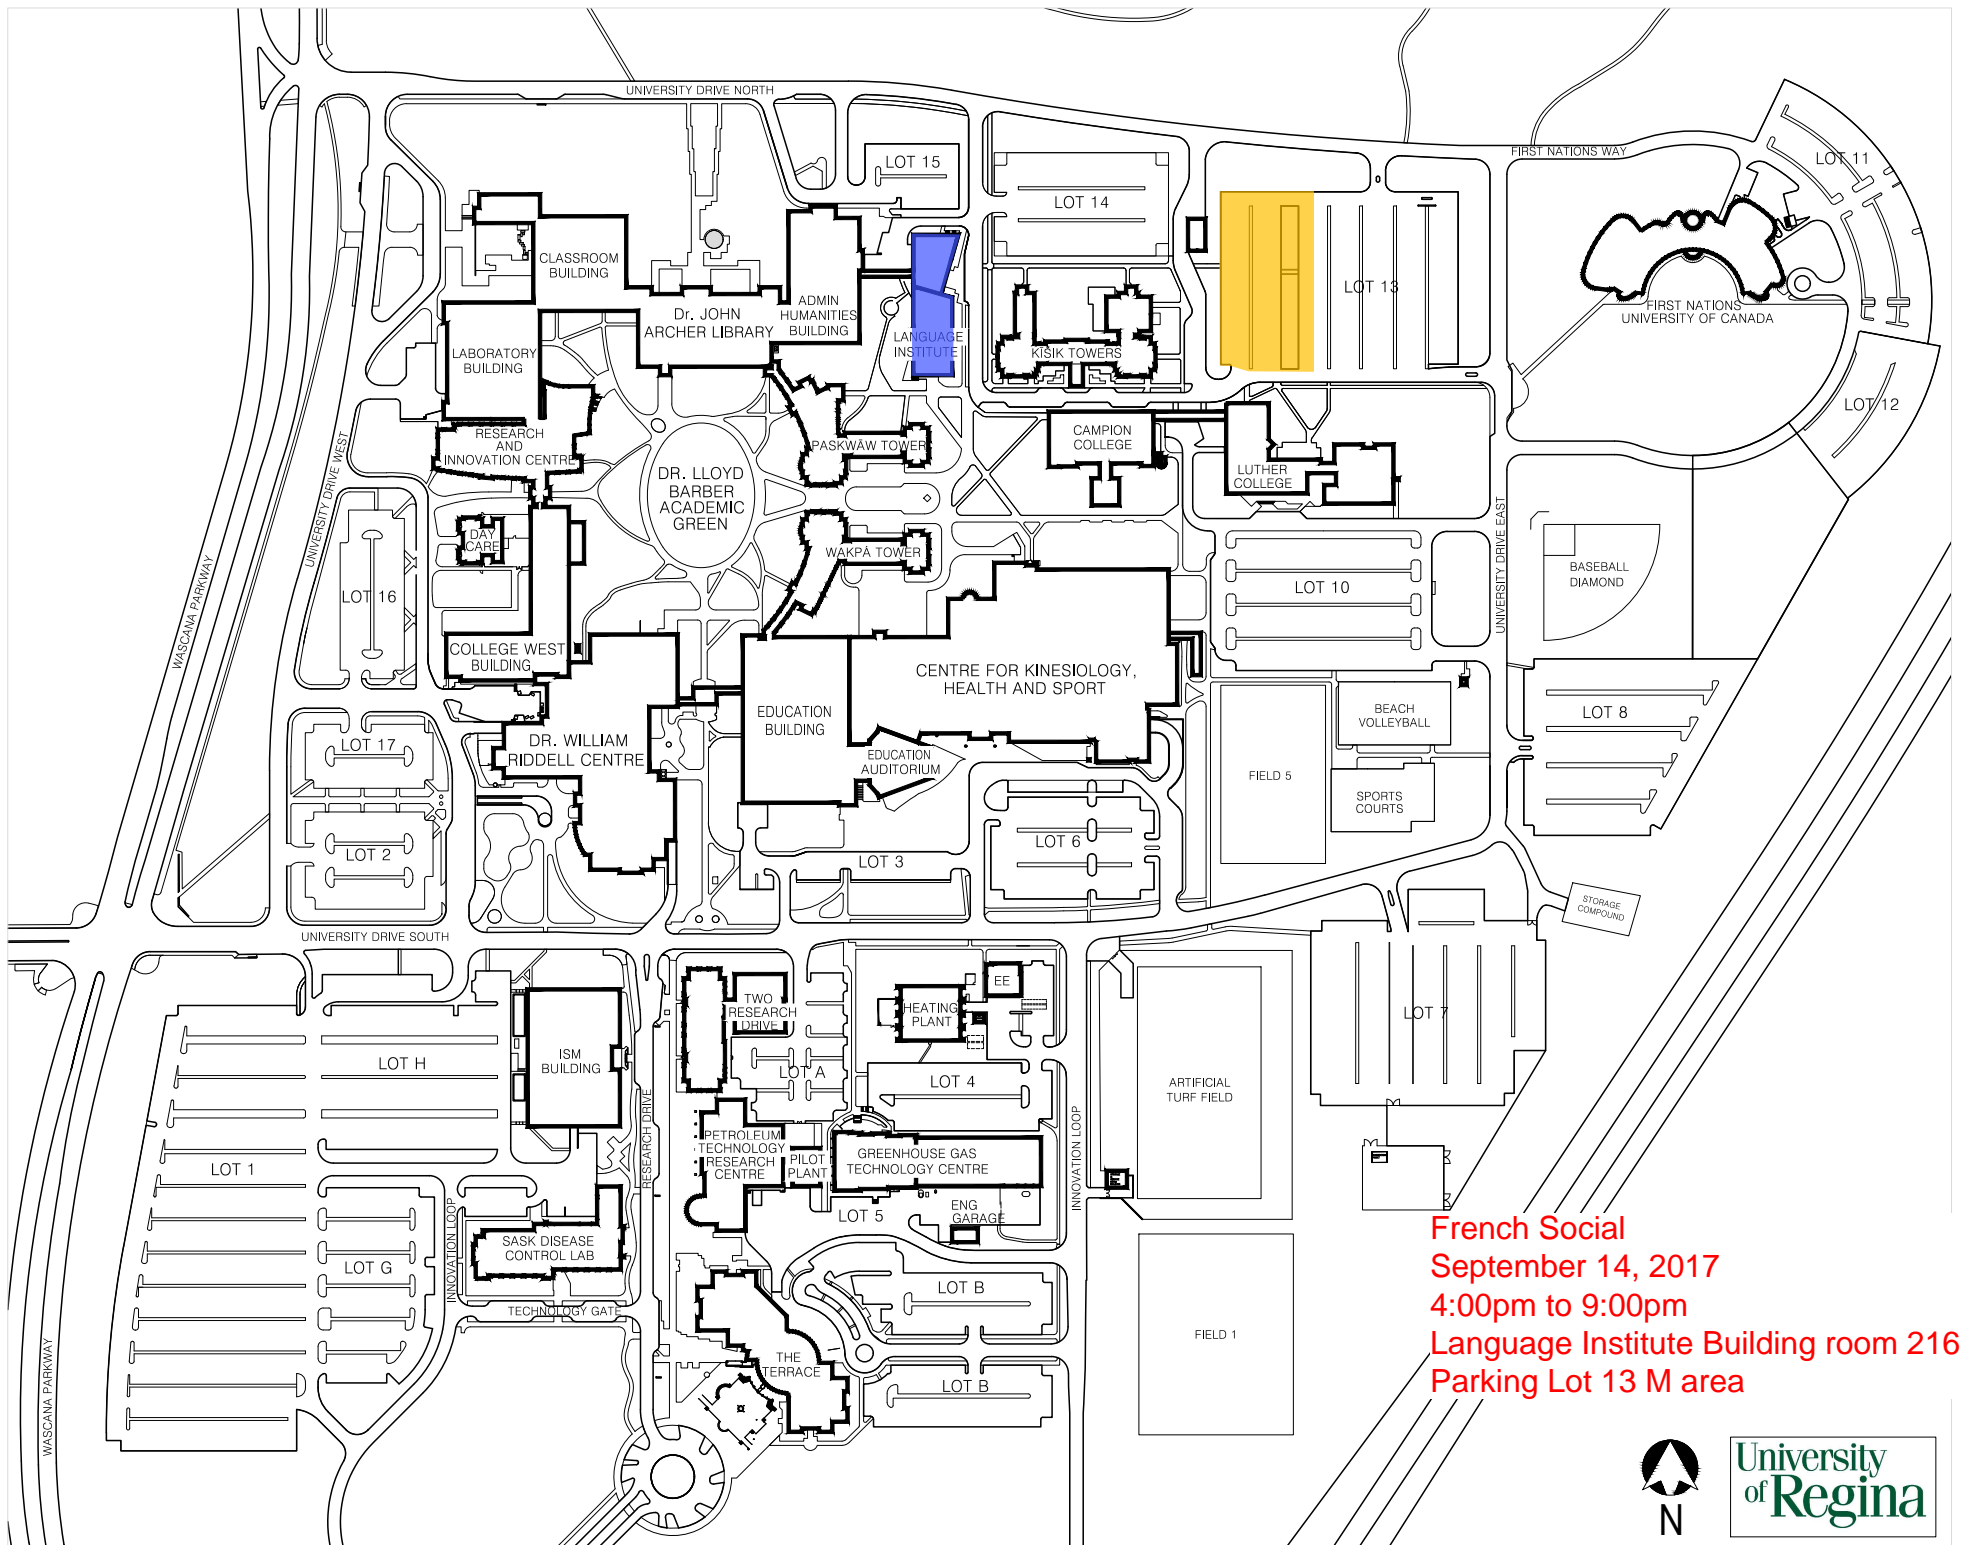 UNIVERSITY DRIVE NORTH
FIRST NATIONS WAY
LOT 11
LOT 15
LOT 14
CLASSROOM
BUILDING
ADMIN
HUMANITIES
BUILDING
Dr. JOHN
ARCHER LIBRARY
LANGUAGE
INSTITUTE
LOT 13
FIRST NATIONS
UNIVERSITY OF CANADA
LABORATORY
BUILDING
KĪSIK TOWERS
LOT 12
RESEARCH
AND
INNOVATION CENTRE
PASKWĀW TOWER
CAMPION
COLLEGE
LUTHER
COLLEGE
DR. LLOYD
BARBER
ACADEMIC
GREEN
UNIVERSITY DRIVE WEST
UNIVERSITY DRIVE EAST
DAY
CARE
WAKPĀ TOWER
BASEBALL
DIAMOND
WASCANA PARKWAY
LOT 16
LOT 10
COLLEGE WEST
BUILDING
CENTRE FOR KINESIOLOGY,
HEALTH AND SPORT
EDUCATION
BUILDING
BEACH
VOLLEYBALL
LOT 8
LOT 17
DR. WILLIAM
RIDDELL CENTRE
EDUCATION
AUDITORIUM
FIELD 5
SPORTS
COURTS
LOT 2
LOT 3
LOT 6
STORAGE
COMPOUND
UNIVERSITY DRIVE SOUTH
TWO
RESEARCH
DRIVE
EE
HEATING
PLANT
LOT 7
LOT H
ISM
BUILDING
LOT A
LOT 4
ARTIFICIAL
TURF FIELD
RESEARCH DRIVE
INNOVATION LOOP
PETROLEUM
TECHNOLOGY
RESEARCH
CENTRE
PILOT
PLANT
GREENHOUSE GAS
TECHNOLOGY CENTRE
LOT 1
LOT 5
ENG
GARAGE
INNOVATION LOOP
SASK DISEASE
CONTROL LAB
LOT G
LOT B
TECHNOLOGY GATE
FIELD 1
THE
TERRACE
LOT B
WASCANA PARKWAY
French Social
September 14, 2017
4:00pm to 9:00pm
Language Institute Building room 216
Parking Lot 13 M area
N
University
of Regina